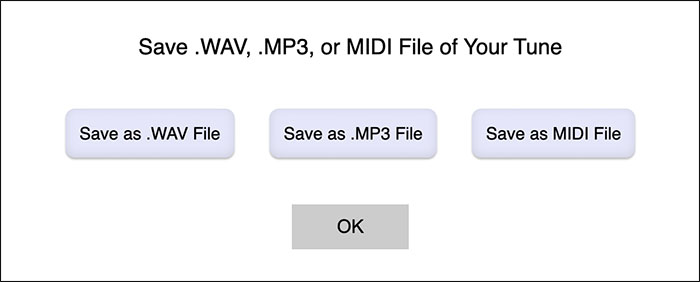 Save .WAV, .MP3, or MIDI File of Your Tune
Save as .WAV File
Save as .MP3 File
Save as MIDI File
OK